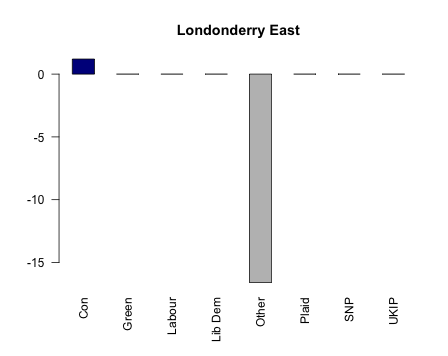 Londonderry East
0
-5
-10
-15
Con
Green
Labour
Lib Dem
Other
Plaid
SNP
UKIP